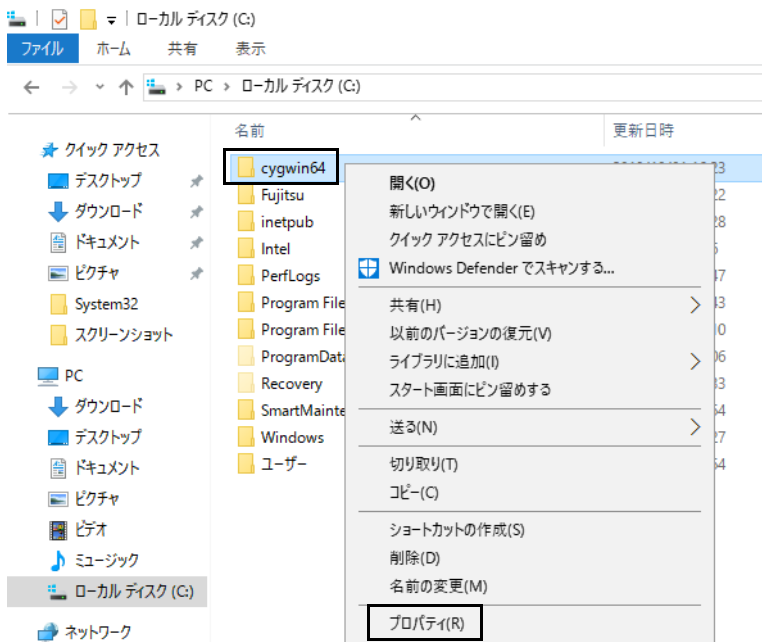 ローカル ディスク (C:)
ファイル ホーム 共有 表示
PC ローカル ディスク (C:)
名前 更新日時
クイック アクセス
デスクトップ
ダウンロード
ドキュメント
ピクチャ
System32
スクリーンショット
PC
ダウンロード
デスクトップ
ドキュメント
ピクチャ
ビデオ
ミュージック
ローカル ディスク (C:)
ネットワーク
cygwin64
Fujitsu
inetpub
Intel
PerfLogs
Program File
Program File
ProgramData
Recovery
SmartMainte
Windows
ユーザー
開く(O)
新しいウィンドウで開く(E)
クイック アクセスにピン留め
Windows Defender でスキャンする...
共有(H)
以前のバージョンの復元(V)
ライブラリに追加(I)
スタート画面にピン留めする
送る(N)
切り取り(T)
コピー(C)
ショートカットの作成(S)
削除(D)
名前の変更(M)
プロパティ(R)